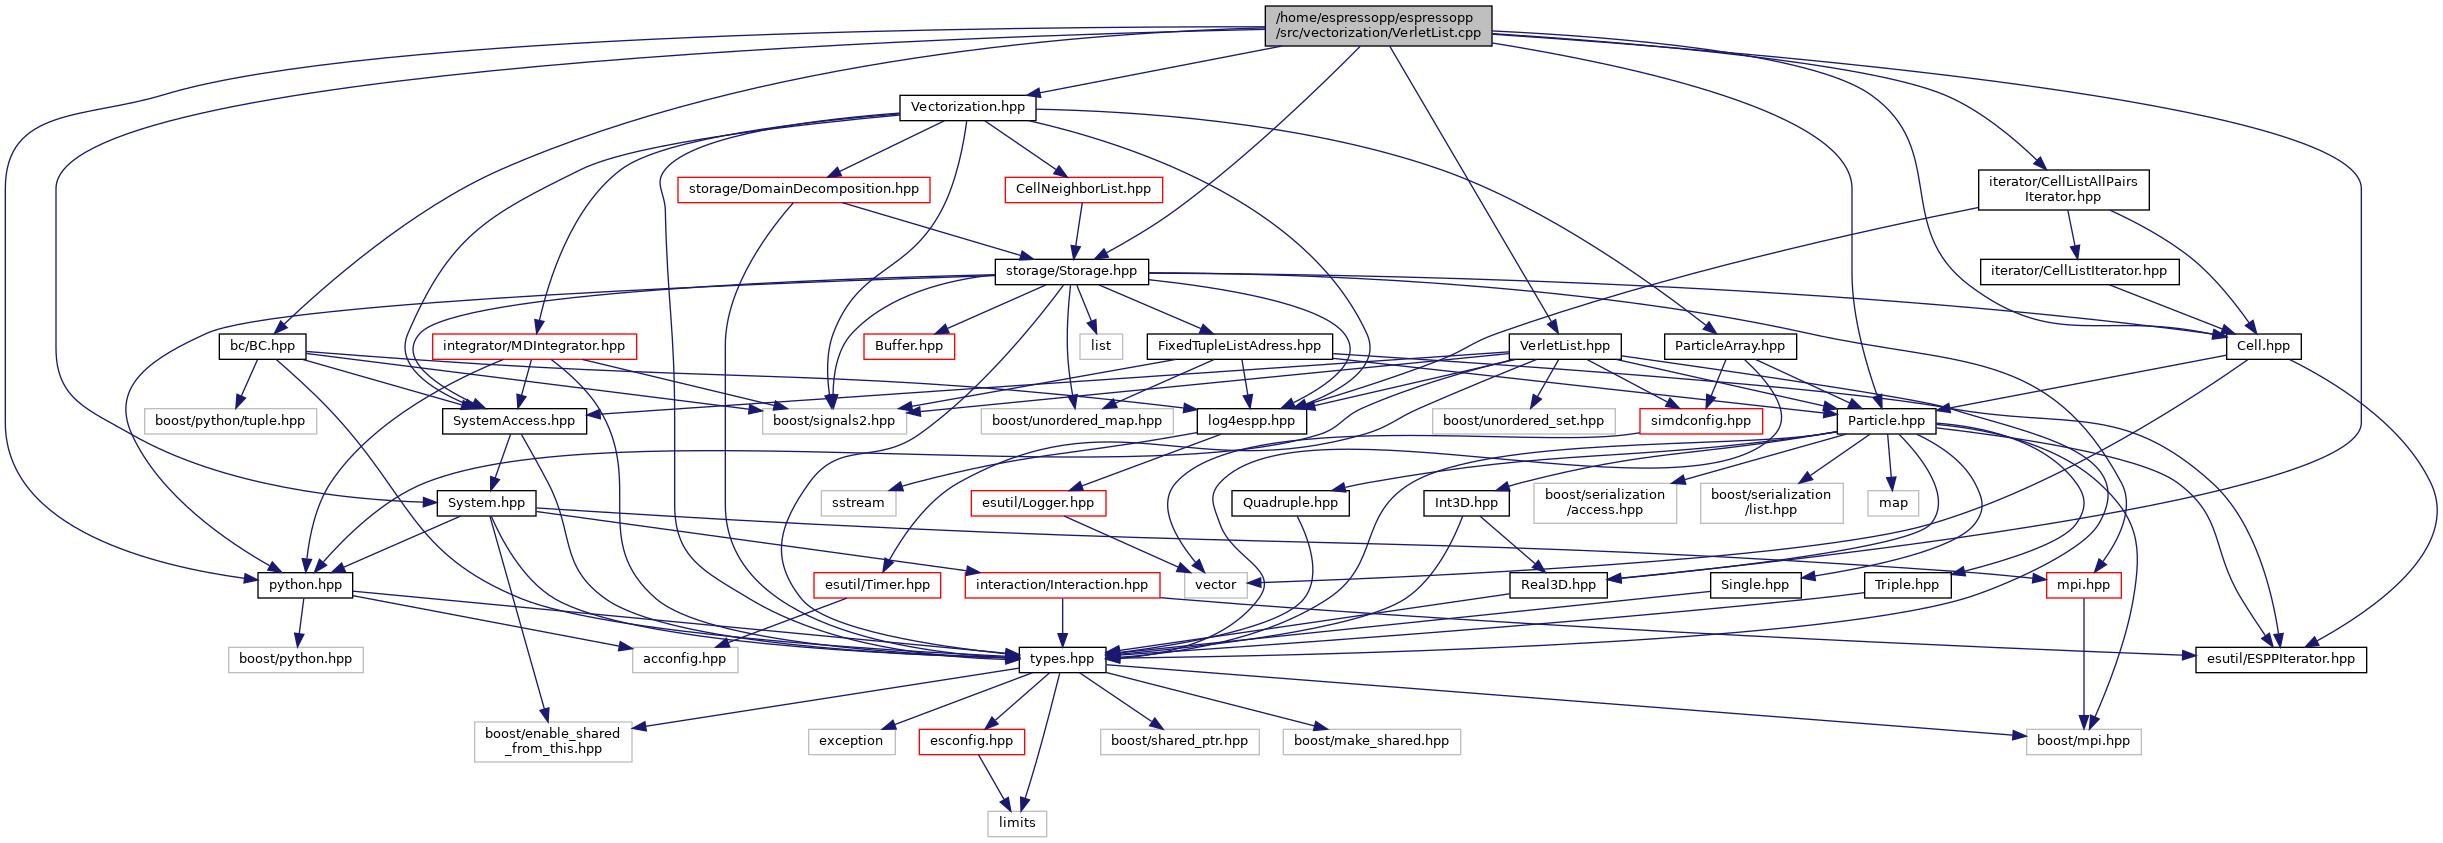 /home/espressopp/espressopp
/src/vectorization/VerletList.cpp
Vectorization.hpp
storage/DomainDecomposition.hpp
CellNeighborList.hpp
iterator/CellListAllPairs
Iterator.hpp
storage/Storage.hpp
iterator/CellListIterator.hpp
bc/BC.hpp
integrator/MDIntegrator.hpp
Buffer.hpp
list
FixedTupleListAdress.hpp
VerletList.hpp
ParticleArray.hpp
Cell.hpp
boost/python/tuple.hpp
SystemAccess.hpp
boost/signals2.hpp
boost/unordered_map.hpp
log4espp.hpp
boost/unordered_set.hpp
simdconfig.hpp
Particle.hpp
System.hpp
sstream
esutil/Logger.hpp
Quadruple.hpp
Int3D.hpp
boost/serialization
/access.hpp
boost/serialization
/list.hpp
map
python.hpp
esutil/Timer.hpp
interaction/Interaction.hpp
vector
Real3D.hpp
Single.hpp
Triple.hpp
mpi.hpp
boost/python.hpp
acconfig.hpp
types.hpp
esutil/ESPPIterator.hpp
boost/enable_shared
_from_this.hpp
exception
esconfig.hpp
boost/shared_ptr.hpp
boost/make_shared.hpp
boost/mpi.hpp
limits